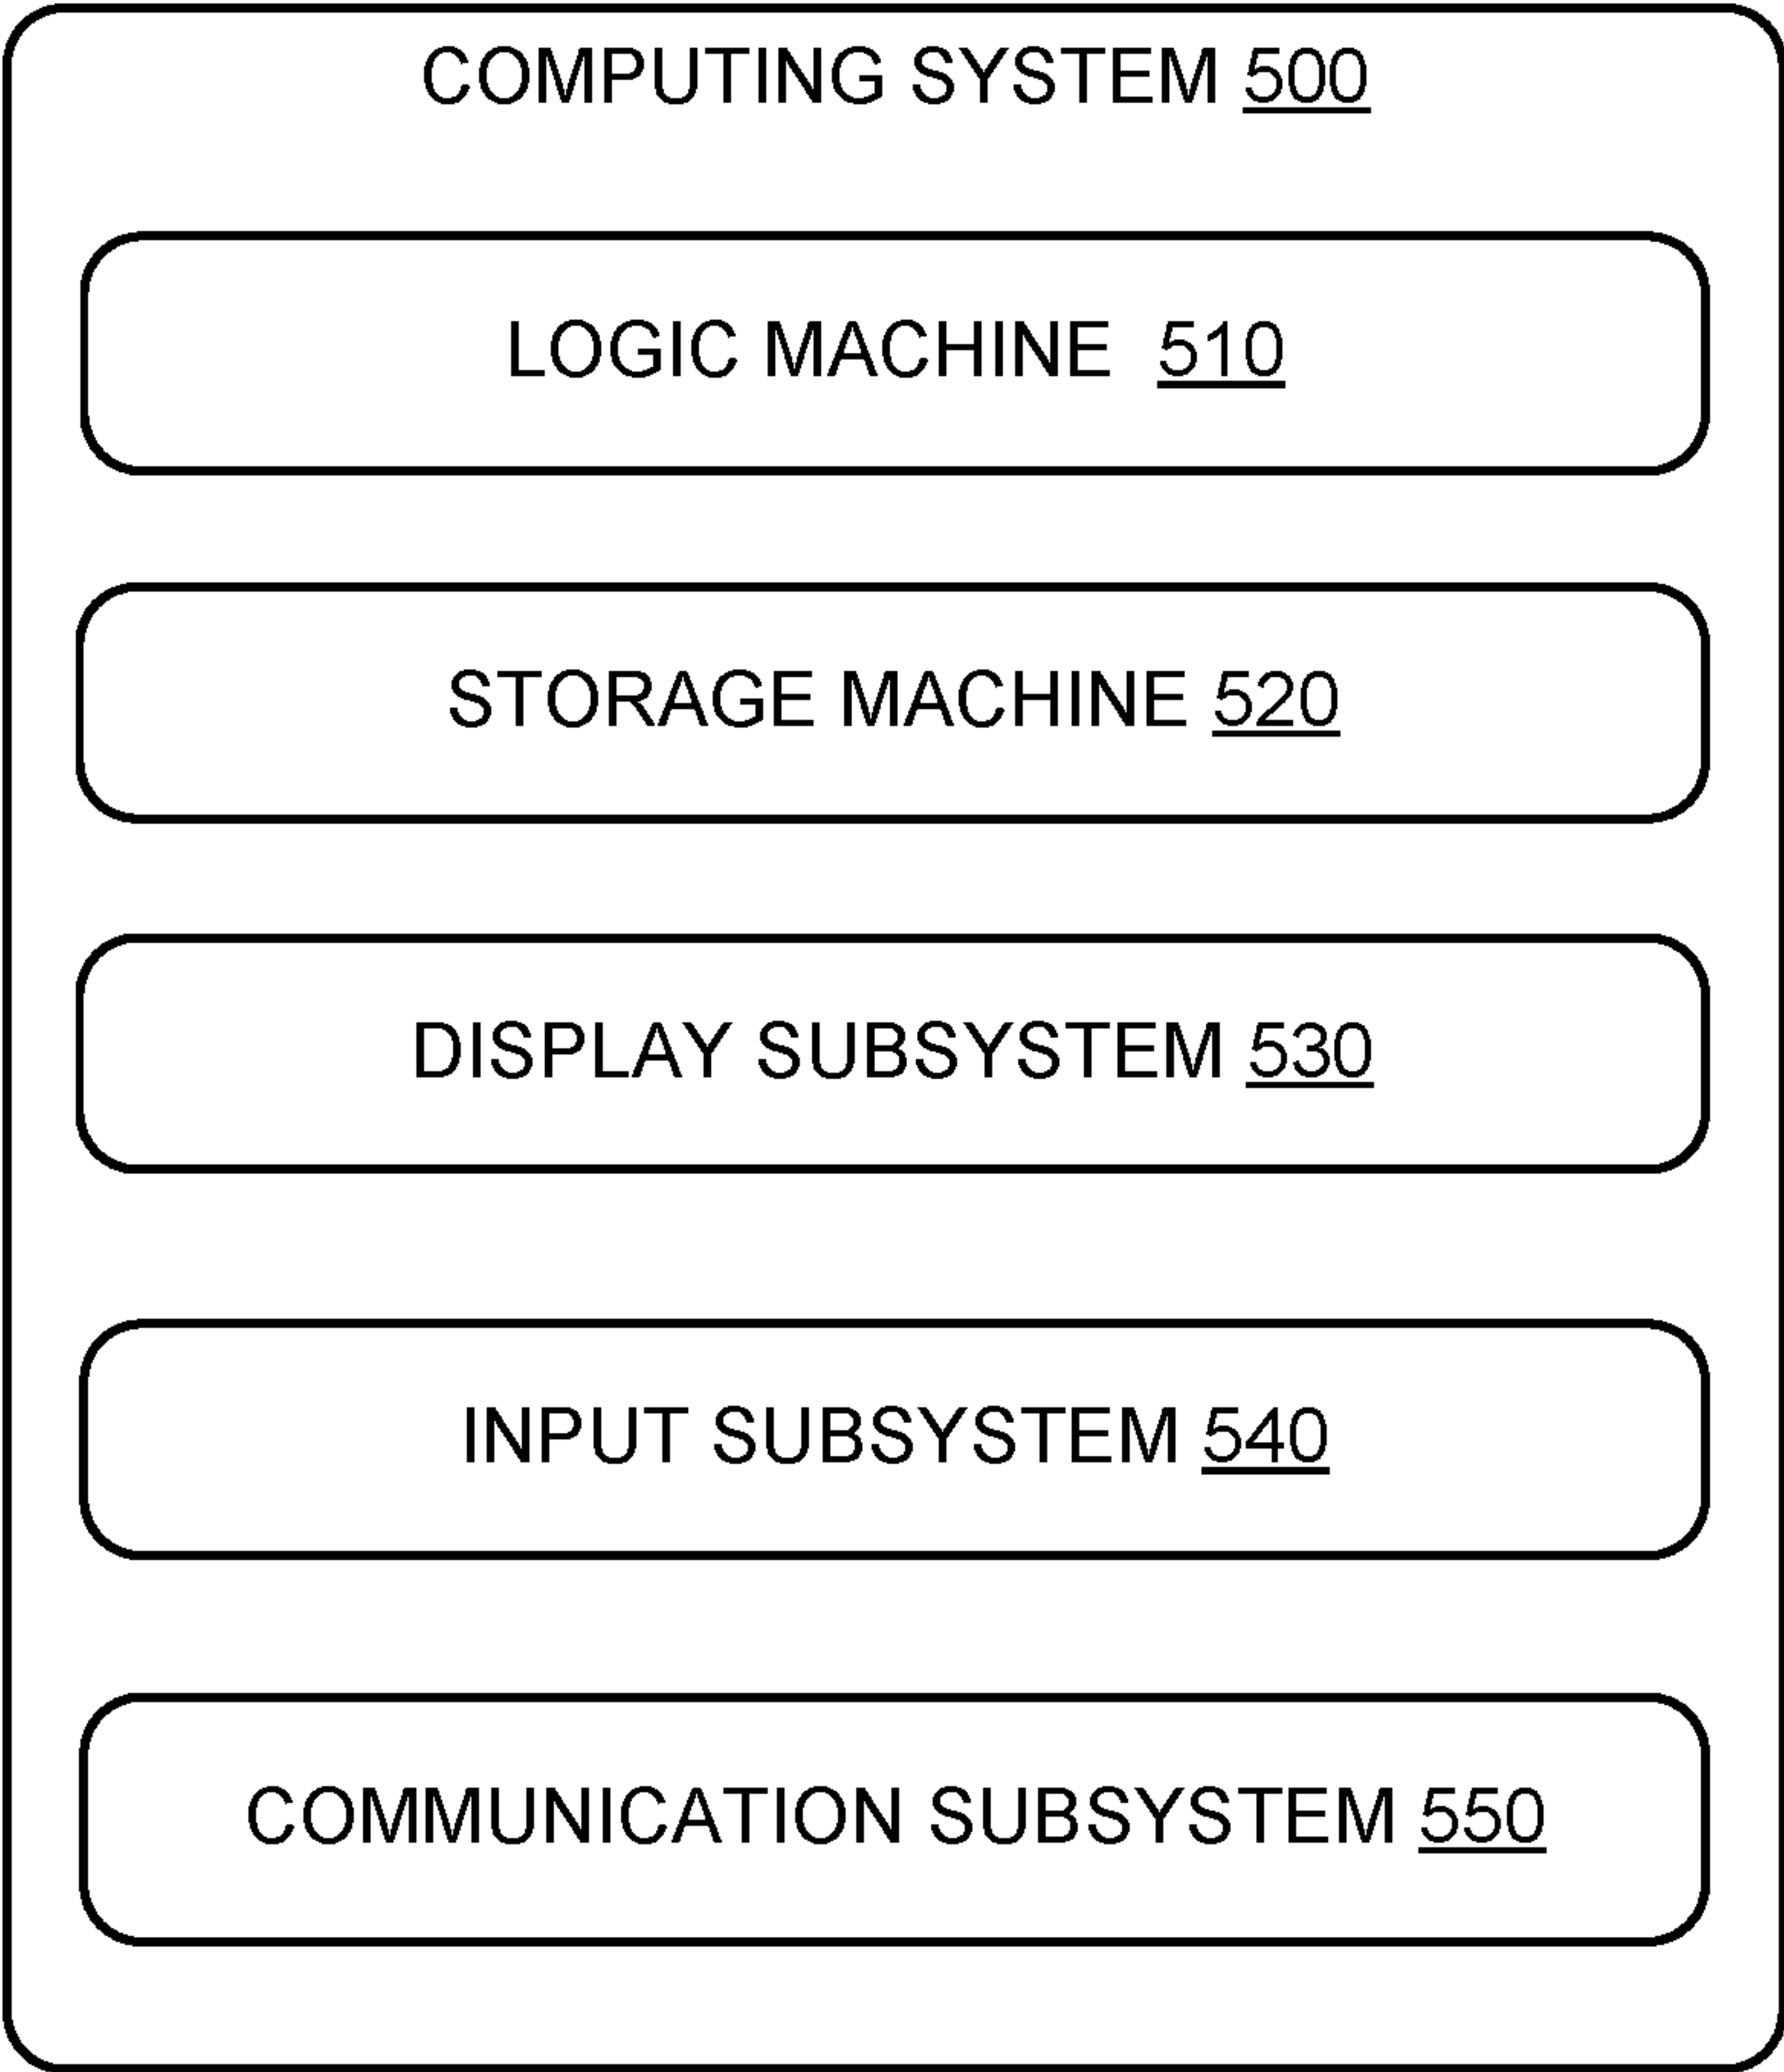 COMPUTING SYSTEM 500
LOGIC MACHINE 510
STORAGE MACHINE 520
DISPLAY SUBSYSTEM 530
INPUT SUBSYSTEM 540
COMMUNICATION SUBSYSTEM 550